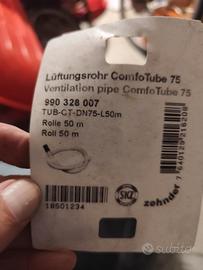 Lüftungsrohr ComfoTube 75
Ventilation pipe ComfoTube 75
990 328 007
TUB-CT-DN75-L50m
Rolle 50 m
Roll 50 m
SKZ
zehnder
18501234
subito